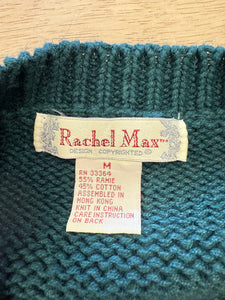 Rachel Max™
DESIGN COPYRIGHTED ©
M
RN 33364
55% RAMIE
45% COTTON
ASSEMBLED IN
HONG KONG
KNIT IN CHINA
CARE INSTRUCTION
ON BACK